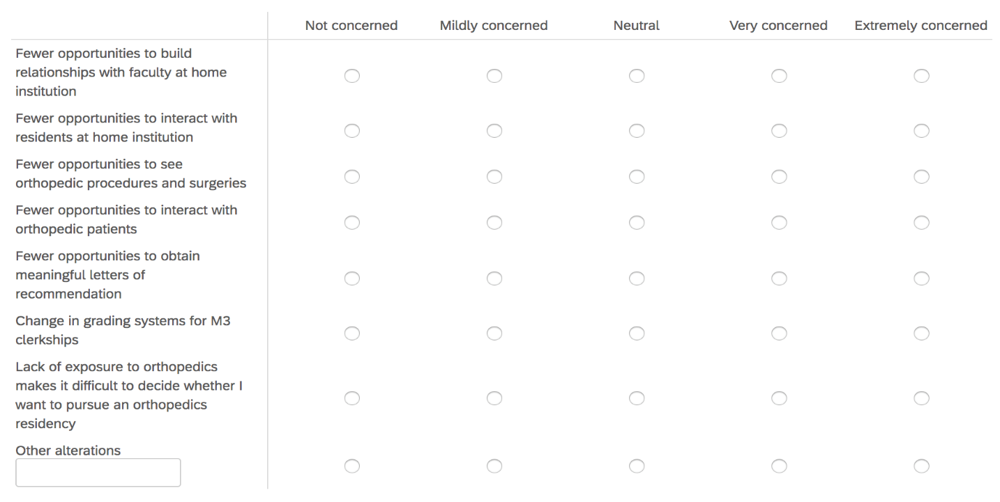 Not concerned Mildly concerned Neutral Very concerned Extremely concerned
Fewer opportunities to build
relationships with faculty at home
institution
Fewer opportunities to interact with
residents at home institution
Fewer opportunities to see
orthopedic procedures and surgeries
Fewer opportunities to interact with
orthopedic patients
Fewer opportunities to obtain
meaningful letters of
recommendation
Change in grading systems for M3
clerkships
Lack of exposure to orthopedics
makes it difficult to decide whether I
want to pursue an orthopedics
residency
Other alterations